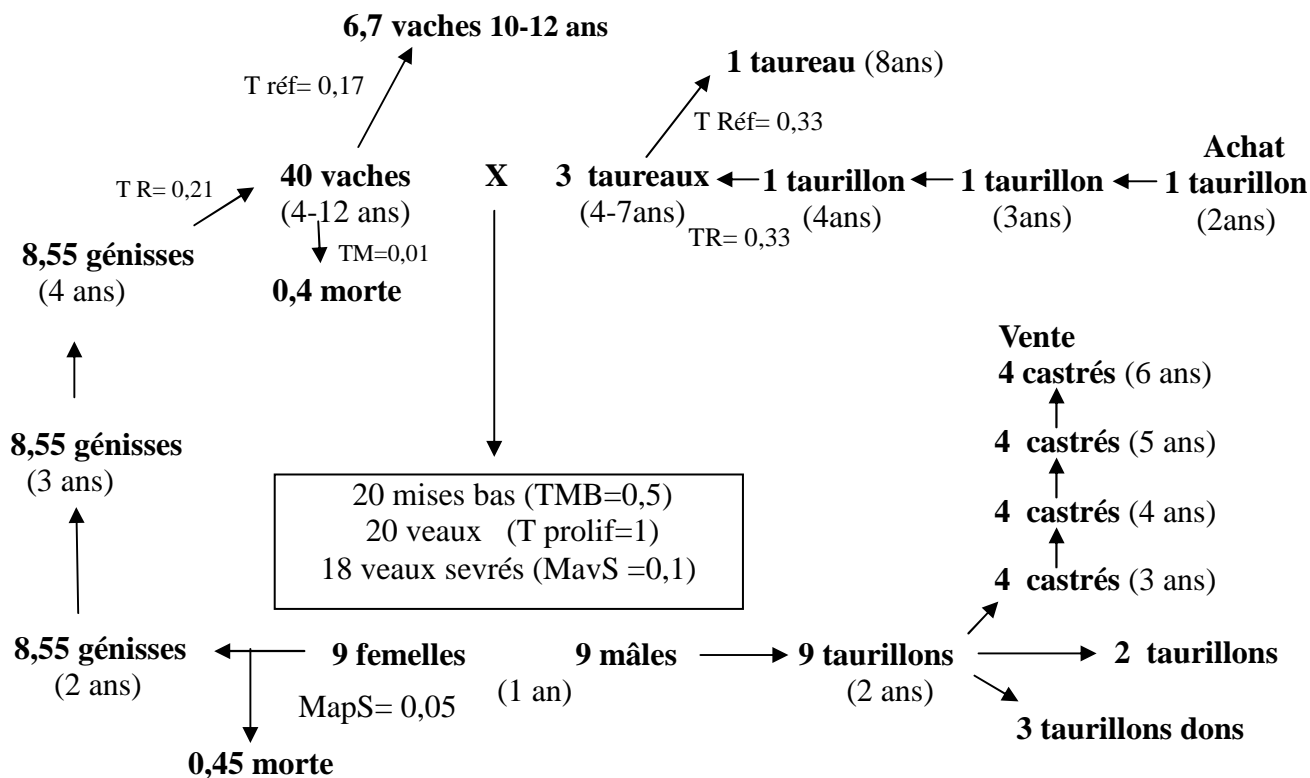 6,7 vaches 10-12 ans
1 taureau (8ans)
T réf= 0,17
T Réf= 0,33
Achat
T R= 0,21
40 vaches X 3 taureaux 1 taurillon 1 taurillon 1 taurillon
(4-12 ans) (4-7ans) (4ans) (3ans) (2ans)
TR= 0,33
8,55 génisses
TM=0,01
(4 ans)
0,4 morte
Vente
4 castrés (6 ans)
8,55 génisses
4 castrés (5 ans)
(3 ans)
20 mises bas (TMB=0,5)
20 veaux (T prolif=1)
18 veaux sevrés (MavS =0,1)
4 castrés (4 ans)
4 castrés (3 ans)
8,55 génisses 9 femelles 9 mâles 9 taurillons 2 taurillons
(2 ans) (1 an) (2 ans)
MapS= 0,05
3 taurillons dons
0,45 morte